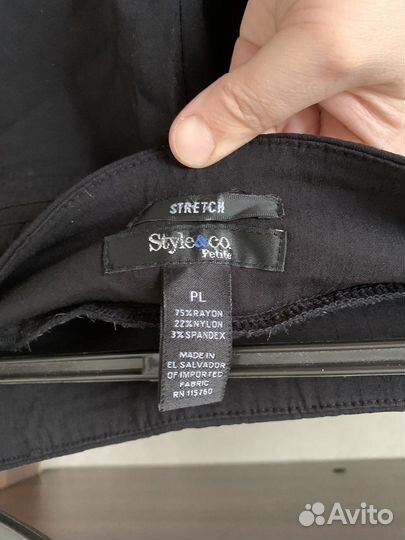 STRETCH
Style&co.
Petite
PL
75%RAYON
22%NYLON
3%SPANDEX
MADE IN
EL SALVADOR
OF IMPORTED
FABRIC
RN 115760
Avito